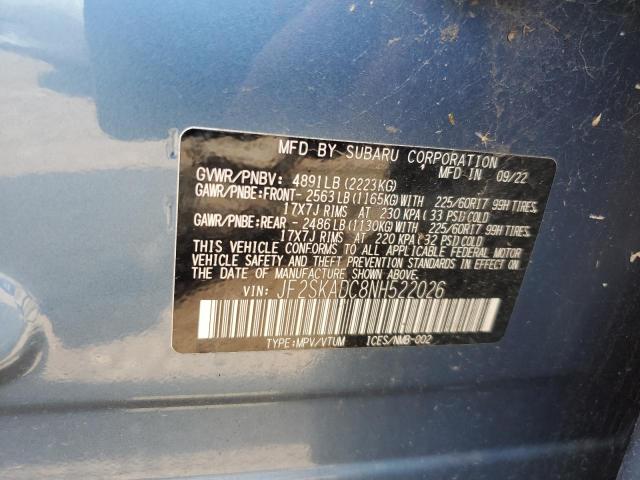 MFD BY SUBARU CORPORATION
MFD IN 09/22
GVWR/PNBV: 4891LB(2223KG)
GAWR/PNBE:FRONT- 2563LB(1165KG)WITH 225/60R17 99H TIRES
17X7J RIMS AT 230 KPA(33 PSI)COLD
GAWR/PNBE:REAR - 2486LB(1130KG)WITH 225/60R17 99H TIRES
17X7J RIMS AT 220 KPA(32 PSI)COLD
THIS VEHICLE CONFORMS TO ALL APPLICABLE FEDERAL MOTOR
VEHICLE SAFETY, BUMPER, AND THEFT PREVENTION STANDARDS
IN EFFECT ON THE DATE OF MANUFACTURE SHOWN ABOVE.
VIN: JF2SKADC8NH522026
TYPE:MPV/VTUM ICES/NMB-002